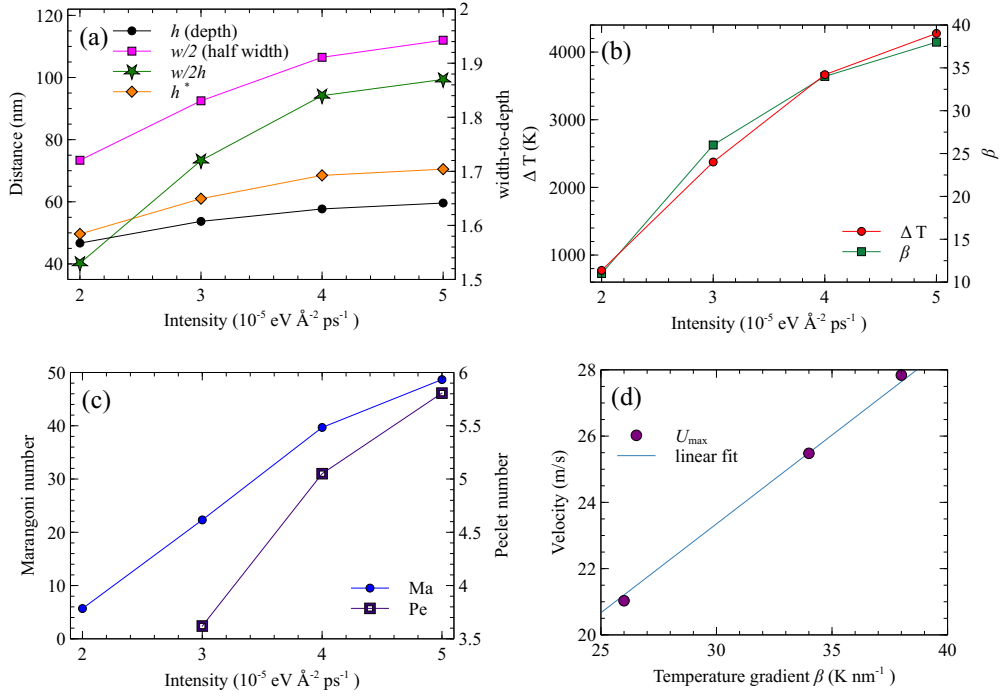 (a)
h (depth)
w/2 (half width)
w/2h
h*
120
100
80
60
40
Distance (nm)
2
1.9
1.8
1.7
1.6
1.5
width-to-depth
2 3 4 5
Intensity (10⁻⁵ eV Å⁻² ps⁻¹ )
(b)
4000
3000
2000
1000
Δ T (K)
40
35
30
25
20
15
10
β
Δ T
β
2 3 4 5
Intensity (10⁻⁵ eV Å⁻² ps⁻¹ )
(c)
50
40
30
20
10
0
Marangoni number
6
5
4
3.5
Peclet number
Ma
Pe
2 3 4 5
Intensity (10⁻⁵ eV Å⁻² ps⁻¹ )
(d)
28
26
24
22
21
20
Velocity (m/s)
Uₘₐₓ
linear fit
25 30 35 40
Temperature gradient β (K nm⁻¹)